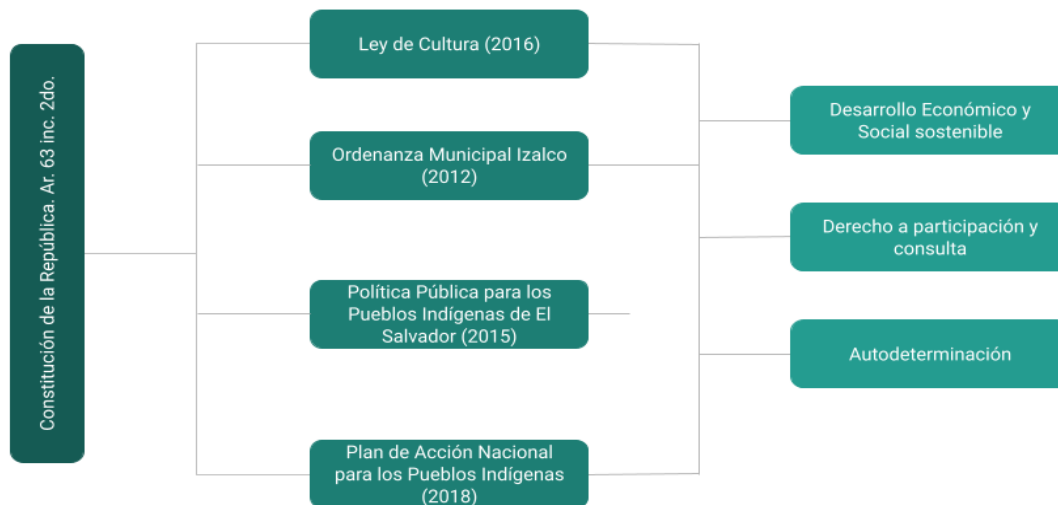 Constitución de la República. Ar. 63 inc. 2do.
Ley de Cultura (2016)
Ordenanza Municipal Izalco
(2012)
Política Pública para los
Pueblos Indígenas de El
Salvador (2015)
Plan de Acción Nacional
para los Pueblos Indígenas
(2018)
Desarrollo Económico y
Social sostenible
Derecho a participación y
consulta
Autodeterminación